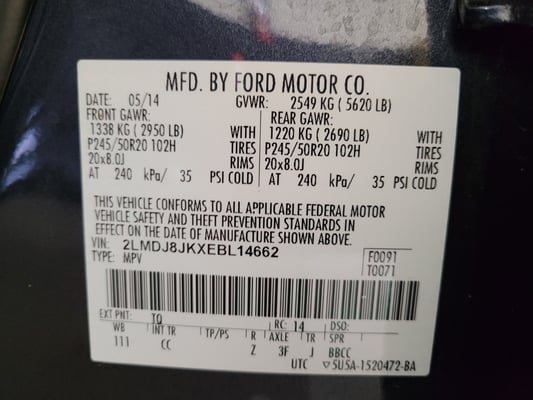 MFD. BY FORD MOTOR CO.
DATE: 05/14 GVWR: 2549 KG ( 5620 LB)
FRONT GAWR: REAR GAWR:
1338 KG ( 2950 LB) WITH 1220 KG ( 2690 LB) WITH
P245/50R20 102H TIRES P245/50R20 102H TIRES
20x8.0J RIMS 20x8.0J RIMS
AT 240 kPa/ 35 PSI COLD AT 240 kPa/ 35 PSI COLD
THIS VEHICLE CONFORMS TO ALL APPLICABLE FEDERAL MOTOR
VEHICLE SAFETY AND THEFT PREVENTION STANDARDS IN
EFFECT ON THE DATE OF MANUFACTURE SHOWN ABOVE.
VIN: 2LMDJ8JKXEBL14662 F0091
TYPE: MPV T0071
EXT PNT: TQ RC: 14 DSO:
WB INT TR TP/PS R AXLE TR SPR
111 CC Z 3F J BBCC
UTC ▽5U5A-1520472-BA